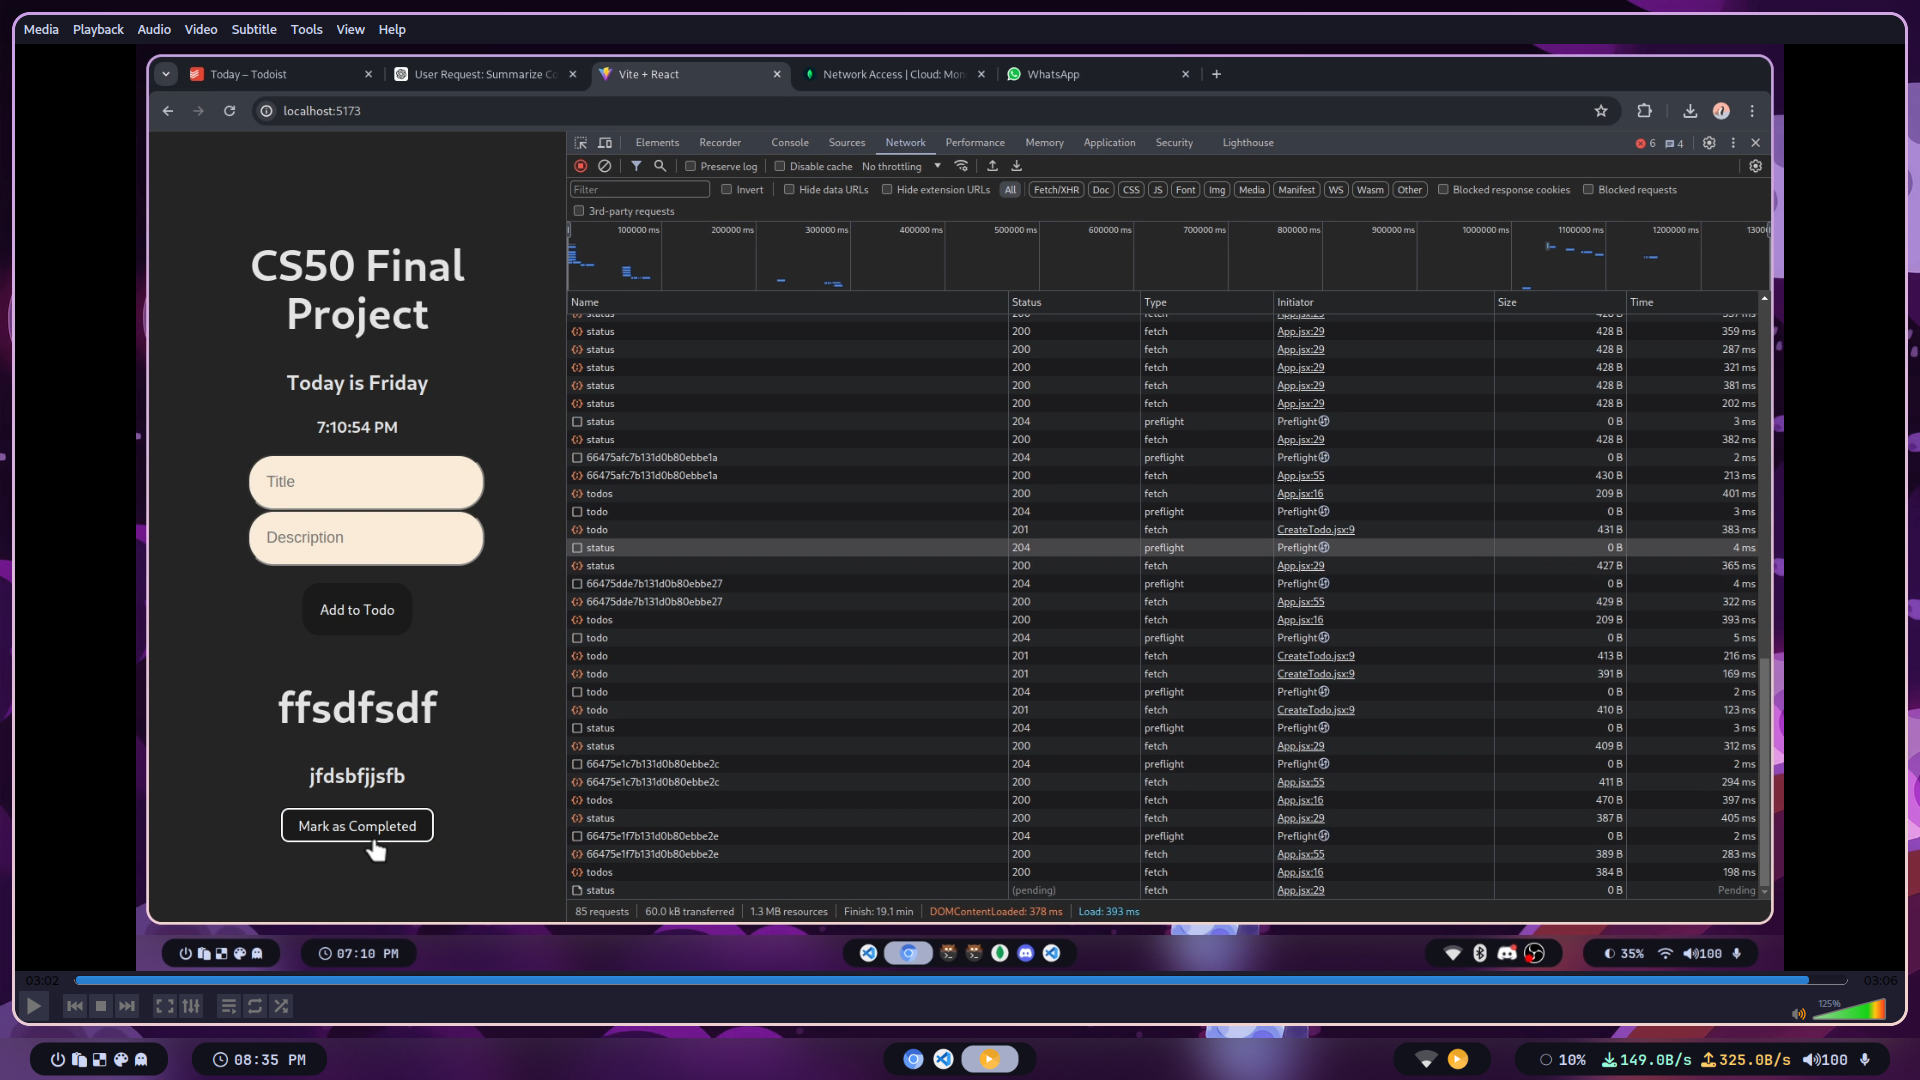 Media Playback Audio Video Subtitle Tools View Help
Today – Todoist
User Request: Summarize Co
Vite + React
Network Access | Cloud: Mon
WhatsApp
localhost:5173
Elements Recorder Console Sources Network Performance Memory Application Security Lighthouse 6 4
Preserve log Disable cache No throttling
Filter Invert Hide data URLs Hide extension URLs All Fetch/XHR Doc CSS JS Font Img Media Manifest WS Wasm Other Blocked response cookies Blocked requests
3rd-party requests
100000 ms 200000 ms 300000 ms 400000 ms 500000 ms 600000 ms 700000 ms 800000 ms 900000 ms 1000000 ms 1100000 ms 1200000 ms 1300
Name Status Type Initiator Size Time
status 200 fetch App.jsx:29 428 B 359 ms
status 200 fetch App.jsx:29 428 B 287 ms
status 200 fetch App.jsx:29 428 B 321 ms
status 200 fetch App.jsx:29 428 B 381 ms
status 200 fetch App.jsx:29 428 B 202 ms
status 204 preflight Preflight 0 B 3 ms
status 200 fetch App.jsx:29 428 B 382 ms
66475afc7b131d0b80ebbe1a 204 preflight Preflight 0 B 2 ms
66475afc7b131d0b80ebbe1a 200 fetch App.jsx:55 430 B 213 ms
todos 200 fetch App.jsx:16 209 B 401 ms
todo 204 preflight Preflight 0 B 3 ms
todo 201 fetch CreateTodo.jsx:9 431 B 383 ms
status 204 preflight Preflight 0 B 4 ms
status 200 fetch App.jsx:29 427 B 365 ms
66475dde7b131d0b80ebbe27 204 preflight Preflight 0 B 4 ms
66475dde7b131d0b80ebbe27 200 fetch App.jsx:55 429 B 322 ms
todos 200 fetch App.jsx:16 209 B 393 ms
todo 204 preflight Preflight 0 B 5 ms
todo 201 fetch CreateTodo.jsx:9 413 B 216 ms
todo 201 fetch CreateTodo.jsx:9 391 B 169 ms
todo 204 preflight Preflight 0 B 2 ms
todo 201 fetch CreateTodo.jsx:9 410 B 123 ms
status 204 preflight Preflight 0 B 3 ms
status 200 fetch App.jsx:29 409 B 312 ms
66475e1c7b131d0b80ebbe2c 204 preflight Preflight 0 B 2 ms
66475e1c7b131d0b80ebbe2c 200 fetch App.jsx:55 411 B 294 ms
todos 200 fetch App.jsx:16 470 B 397 ms
status 200 fetch App.jsx:29 387 B 405 ms
66475e1f7b131d0b80ebbe2e 204 preflight Preflight 0 B 2 ms
66475e1f7b131d0b80ebbe2e 200 fetch App.jsx:55 389 B 283 ms
todos 200 fetch App.jsx:16 384 B 198 ms
status (pending) fetch App.jsx:29 0 B Pending
85 requests 60.0 kB transferred 1.3 MB resources Finish: 19.1 min DOMContentLoaded: 378 ms Load: 393 ms
CS50 Final
Project
Today is Friday
7:10:54 PM
Title
Description
Add to Todo
ffsdfsdf
jfdsbfjjsfb
Mark as Completed
07:10 PM
35% 100
03:02 03:06
125%
08:35 PM
10% 149.0B/s 325.0B/s 100